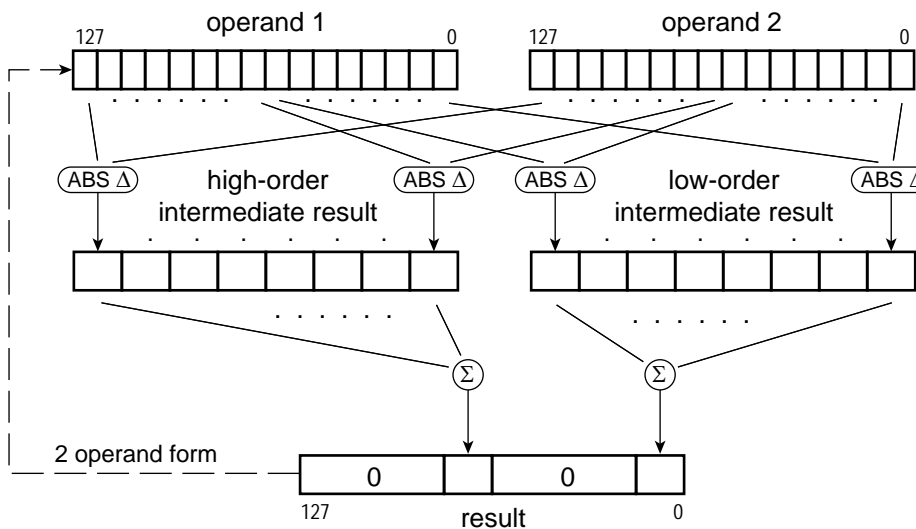 operand 1
operand 2
127
0
127
0
. . . . . . . . . . . .
. . . . . . . . . . . .
ABS Δ
ABS Δ
ABS Δ
ABS Δ
high-order
intermediate result
low-order
intermediate result
. . . . . .
. . . . . .
. . . . . .
. . . . . .
Σ
Σ
2 operand form
0
0
127
0
result